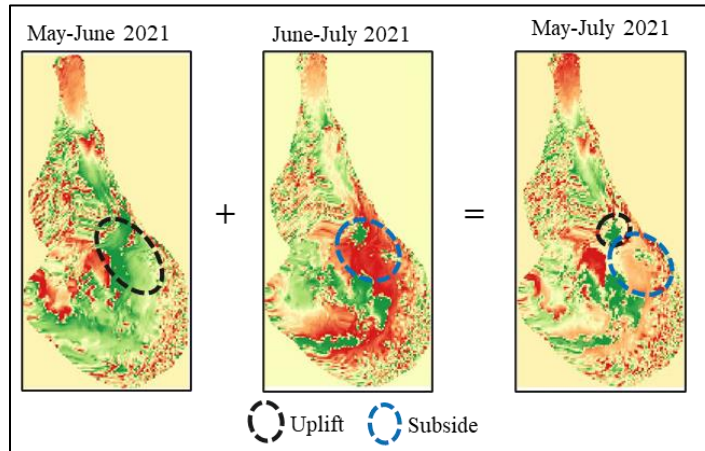 May-June 2021
June-July 2021
May-July 2021
+
=
Uplift
Subside